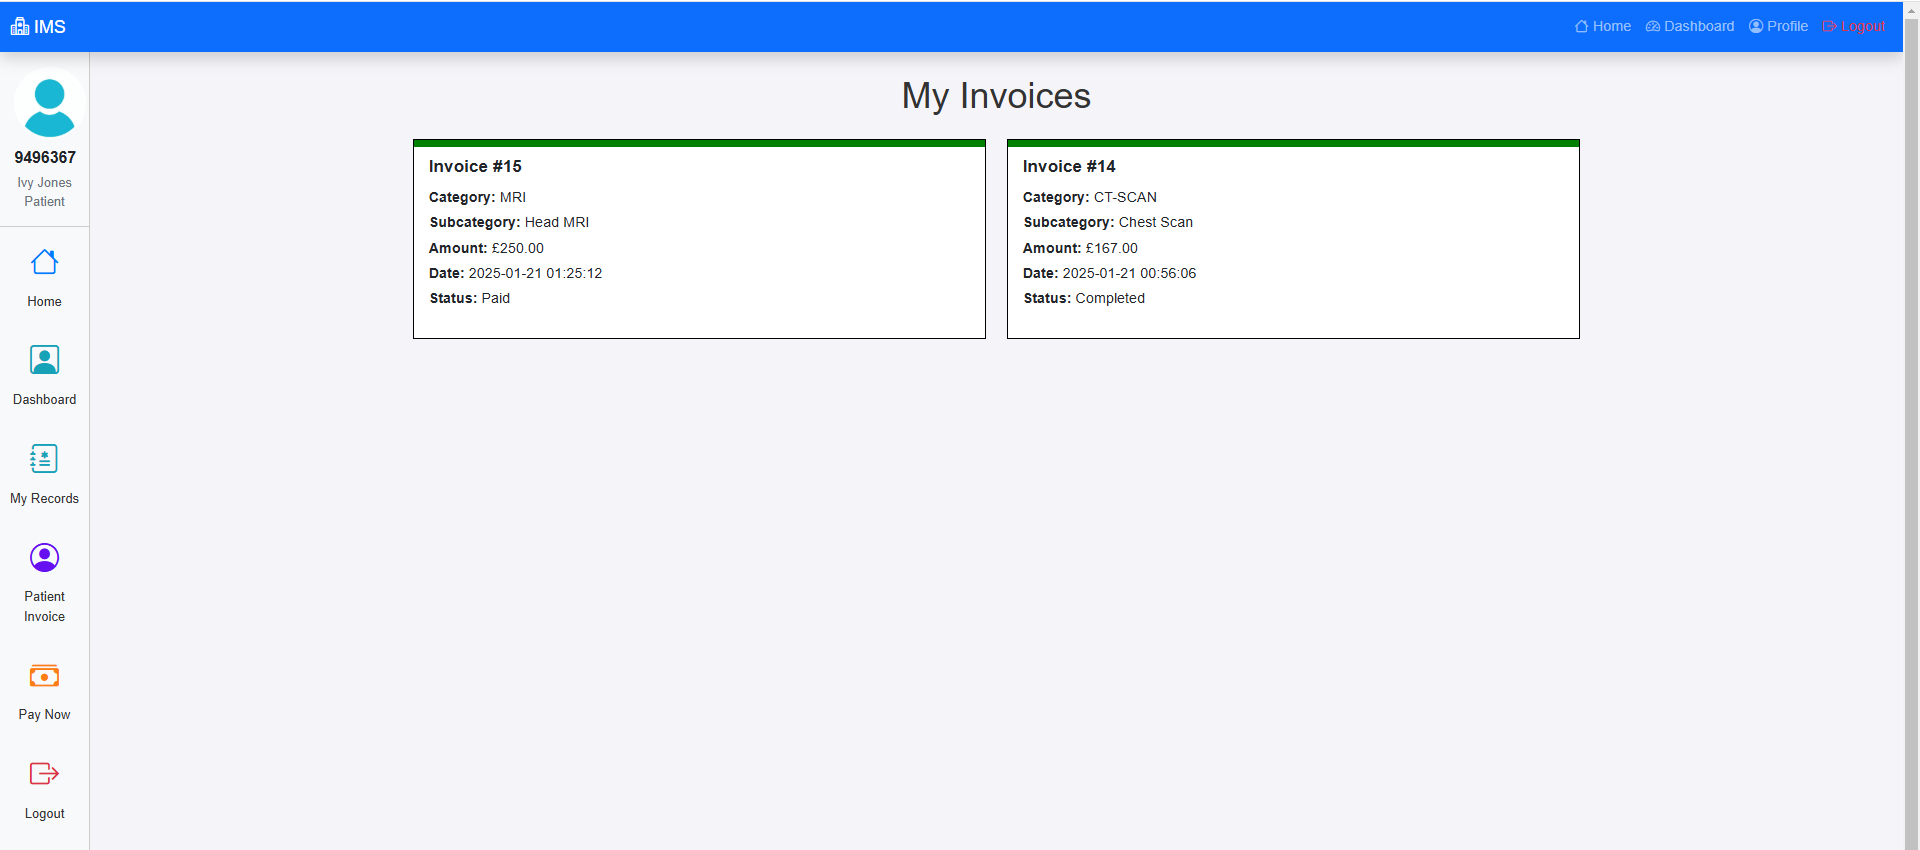 IMS
Home Dashboard Profile Logout
9496367
Ivy Jones
Patient
Home
Dashboard
My Records
Patient
Invoice
Pay Now
Logout
My Invoices
Invoice #15
Category: MRI
Subcategory: Head MRI
Amount: £250.00
Date: 2025-01-21 01:25:12
Status: Paid
Invoice #14
Category: CT-SCAN
Subcategory: Chest Scan
Amount: £167.00
Date: 2025-01-21 00:56:06
Status: Completed